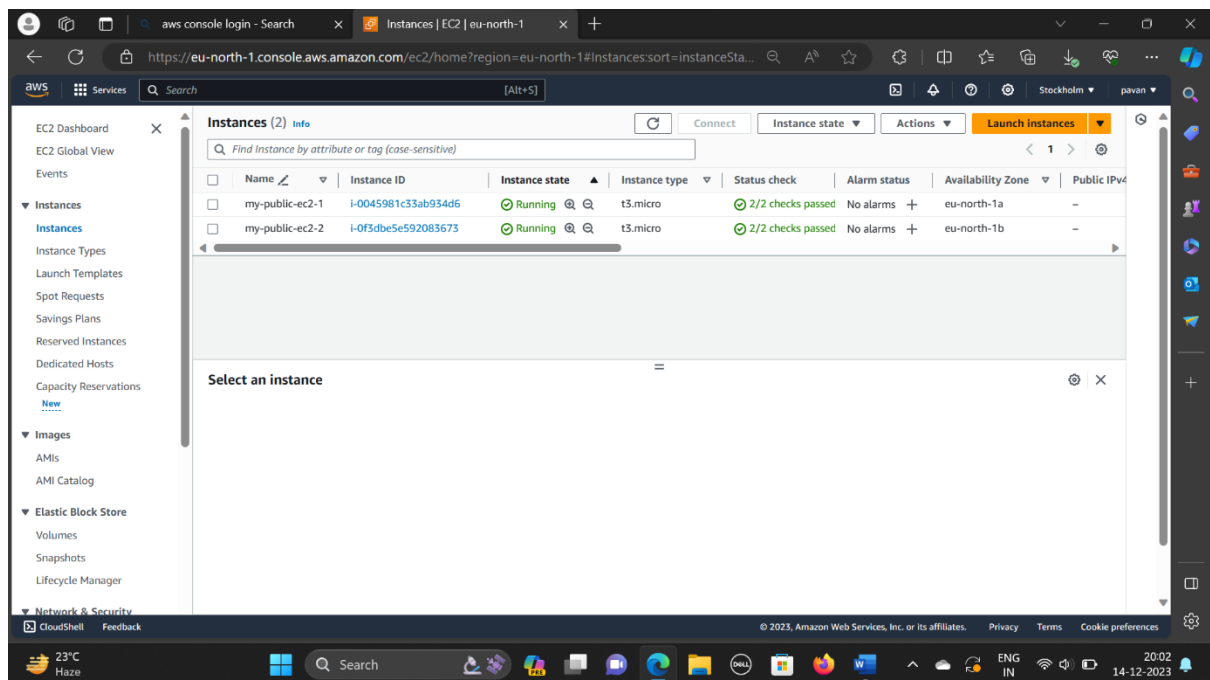 aws console login - Search
Instances | EC2 | eu-north-1
https://eu-north-1.console.aws.amazon.com/ec2/home?region=eu-north-1#Instances:sort=instanceSta...
aws Services Search [Alt+S] Stockholm pavan
EC2 Dashboard
EC2 Global View
Events
Instances
Instances
Instance Types
Launch Templates
Spot Requests
Savings Plans
Reserved Instances
Dedicated Hosts
Capacity Reservations
New
Images
AMIs
AMI Catalog
Elastic Block Store
Volumes
Snapshots
Lifecycle Manager
Network & Security
Instances (2) Info Connect Instance state Actions Launch instances
Find Instance by attribute or tag (case-sensitive) 1
Name Instance ID Instance state Instance type Status check Alarm status Availability Zone Public IPv4
my-public-ec2-1 i-0045981c33ab934d6 Running t3.micro 2/2 checks passed No alarms eu-north-1a –
my-public-ec2-2 i-0f3dbe5e592083673 Running t3.micro 2/2 checks passed No alarms eu-north-1b –
Select an instance
CloudShell Feedback © 2023, Amazon Web Services, Inc. or its affiliates. Privacy Terms Cookie preferences
23°C
Haze
Search
PRE
DELL
ENG
IN
20:02
14-12-2023